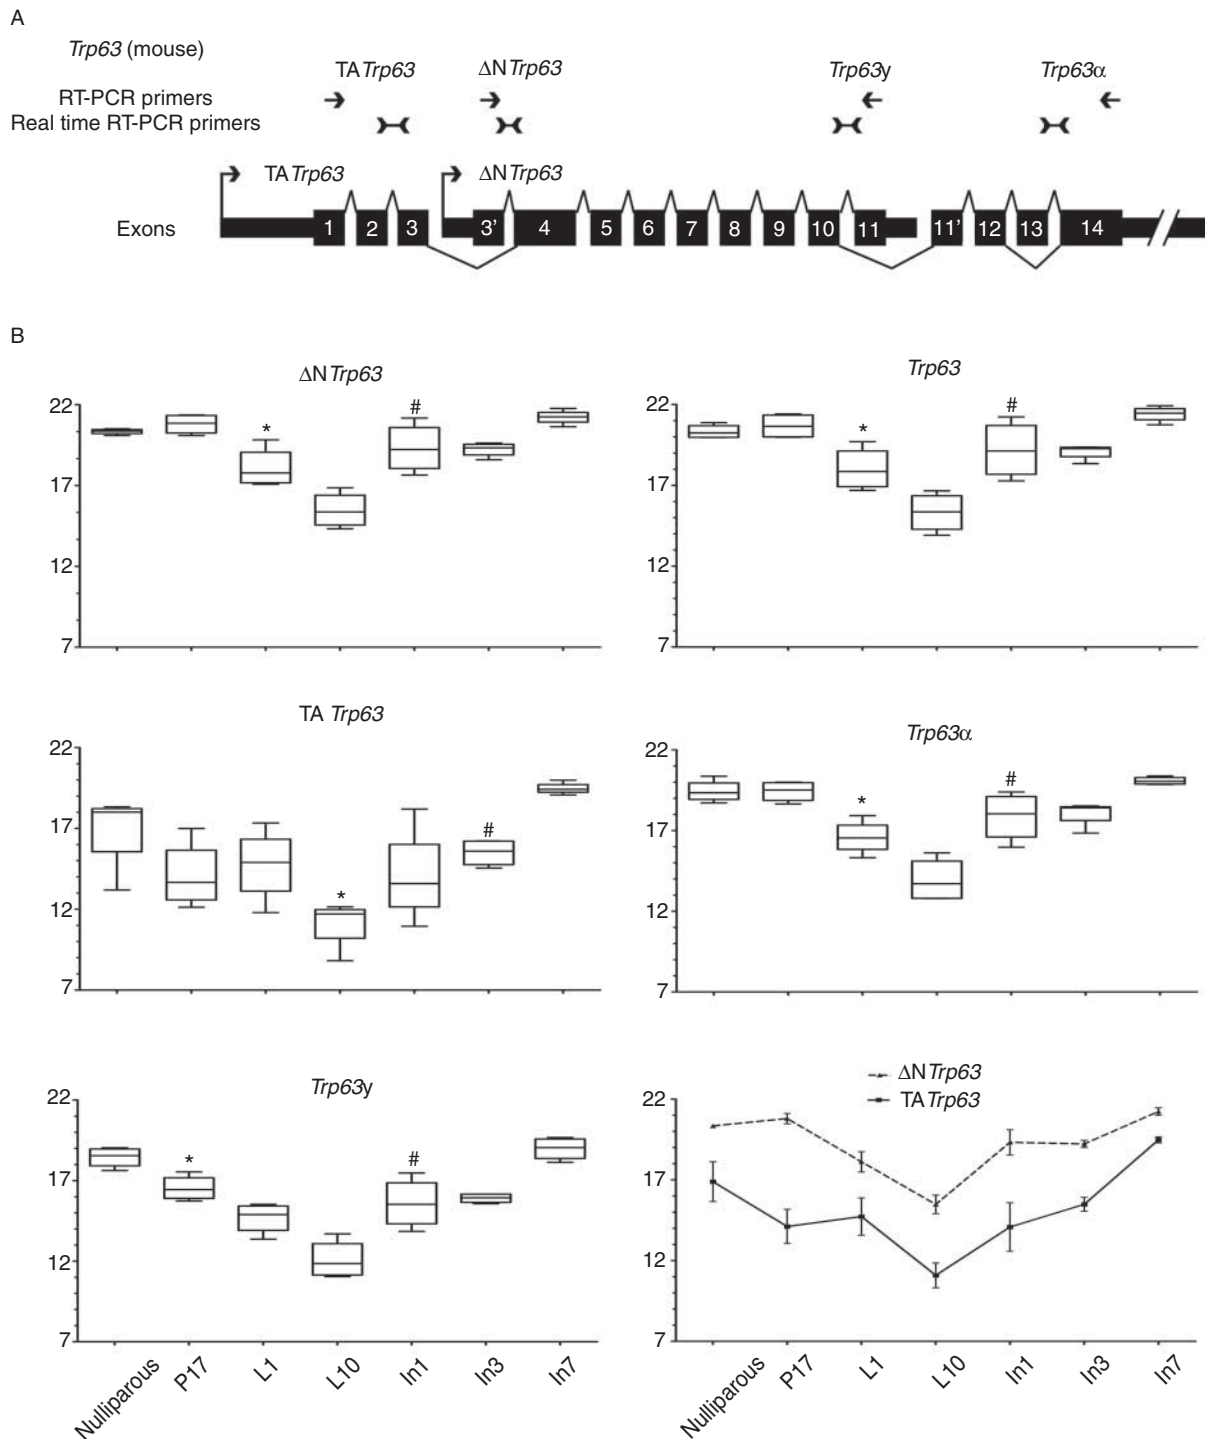 A
Trp63 (mouse)
TATrp63 ΔNTrp63 Trp63y Trp63α
RT-PCR primers
Real time RT-PCR primers
TATrp63 ΔNTrp63
Exons 1 2 3 3' 4 5 6 7 8 9 10 11 11' 12 13 14
B
ΔNTrp63
22
17
12
7
* #
Trp63
22
17
12
7
* #
TA Trp63
22
17
12
7
* #
Trp63α
22
17
12
7
* #
Trp63y
22
17
12
7
* #
Nulliparous P17 L1 L10 In1 In3 In7
ΔNTrp63
TATrp63
22
17
12
7
Nulliparous P17 L1 L10 In1 In3 In7